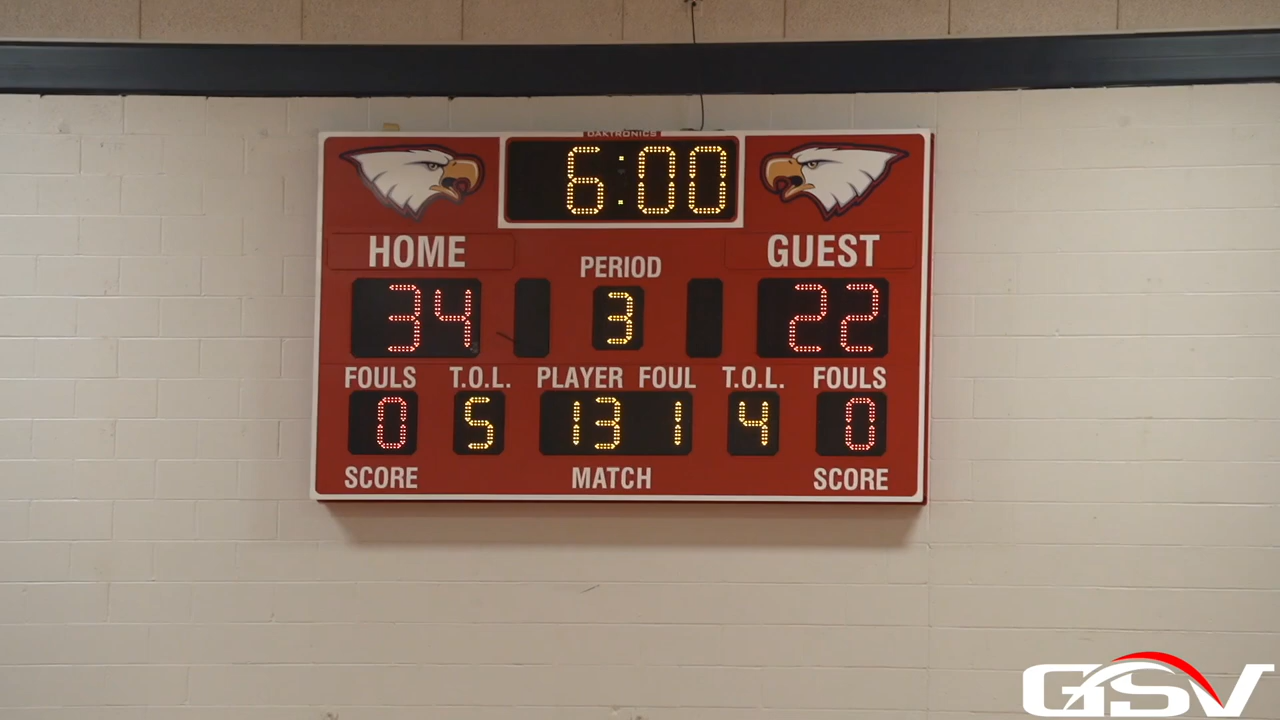 DAKTRONICS
6:00
HOME GUEST
PERIOD
34 3 22
FOULS T.O.L. PLAYER FOUL T.O.L. FOULS
0 5 13 1 4 0
SCORE MATCH SCORE
GSV